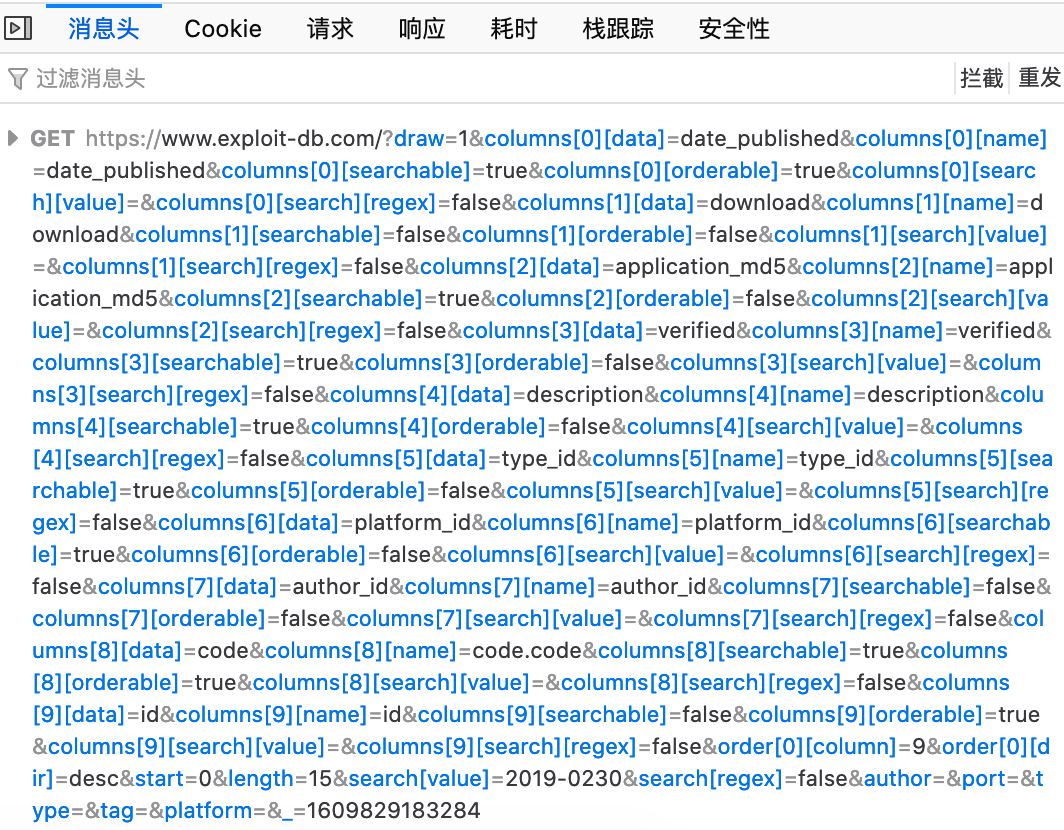 消息头 Cookie 请求 响应 耗时 栈跟踪 安全性
过滤消息头 拦截 重发
GET https://www.exploit-db.com/?draw=1&columns[0][data]=date_published&columns[0][name]
=date_published&columns[0][searchable]=true&columns[0][orderable]=true&columns[0][searc
h][value]=&columns[0][search][regex]=false&columns[1][data]=download&columns[1][name]=d
ownload&columns[1][searchable]=false&columns[1][orderable]=false&columns[1][search][value]
=&columns[1][search][regex]=false&columns[2][data]=application_md5&columns[2][name]=appl
ication_md5&columns[2][searchable]=true&columns[2][orderable]=false&columns[2][search][va
lue]=&columns[2][search][regex]=false&columns[3][data]=verified&columns[3][name]=verified&
columns[3][searchable]=true&columns[3][orderable]=false&columns[3][search][value]=&colum
ns[3][search][regex]=false&columns[4][data]=description&columns[4][name]=description&colu
mns[4][searchable]=true&columns[4][orderable]=false&columns[4][search][value]=&columns
[4][search][regex]=false&columns[5][data]=type_id&columns[5][name]=type_id&columns[5][sea
rchable]=true&columns[5][orderable]=false&columns[5][search][value]=&columns[5][search][re
gex]=false&columns[6][data]=platform_id&columns[6][name]=platform_id&columns[6][searchab
le]=true&columns[6][orderable]=false&columns[6][search][value]=&columns[6][search][regex]=
false&columns[7][data]=author_id&columns[7][name]=author_id&columns[7][searchable]=false&
columns[7][orderable]=false&columns[7][search][value]=&columns[7][search][regex]=false&col
umns[8][data]=code&columns[8][name]=code.code&columns[8][searchable]=true&columns
[8][orderable]=true&columns[8][search][value]=&columns[8][search][regex]=false&columns
[9][data]=id&columns[9][name]=id&columns[9][searchable]=false&columns[9][orderable]=true
&columns[9][search][value]=&columns[9][search][regex]=false&order[0][column]=9&order[0][d
ir]=desc&start=0&length=15&search[value]=2019-0230&search[regex]=false&author=&port=&t
ype=&tag=&platform=&_=1609829183284